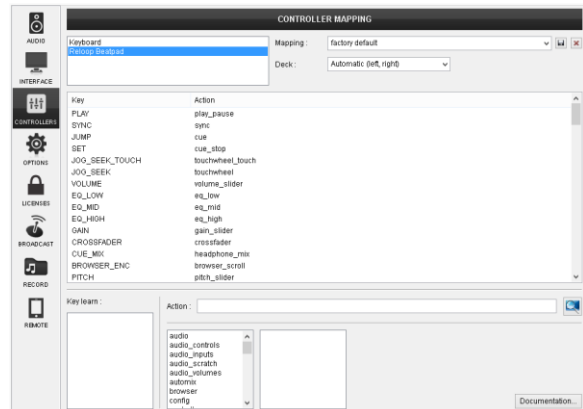 CONTROLLER MAPPING
AUDIO
INTERFACE
CONTROLLERS
OPTIONS
LICENSES
BROADCAST
RECORD
REMOTE
Keyboard
Reloop Beatpad
Mapping : factory default
Deck : Automatic (left, right)
Key Action
PLAY play_pause
SYNC sync
JUMP cue
SET cue_stop
JOG_SEEK_TOUCH touchwheel_touch
JOG_SEEK touchwheel
VOLUME volume_slider
EQ_LOW eq_low
EQ_MID eq_mid
EQ_HIGH eq_high
GAIN gain_slider
CROSSFADER crossfader
CUE_MIX headphone_mix
BROWSER_ENC browser_scroll
PITCH pitch_slider
Key learn :
Action :
audio
audio_controls
audio_inputs
audio_scratch
audio_volumes
automix
browser
config
Documentation...